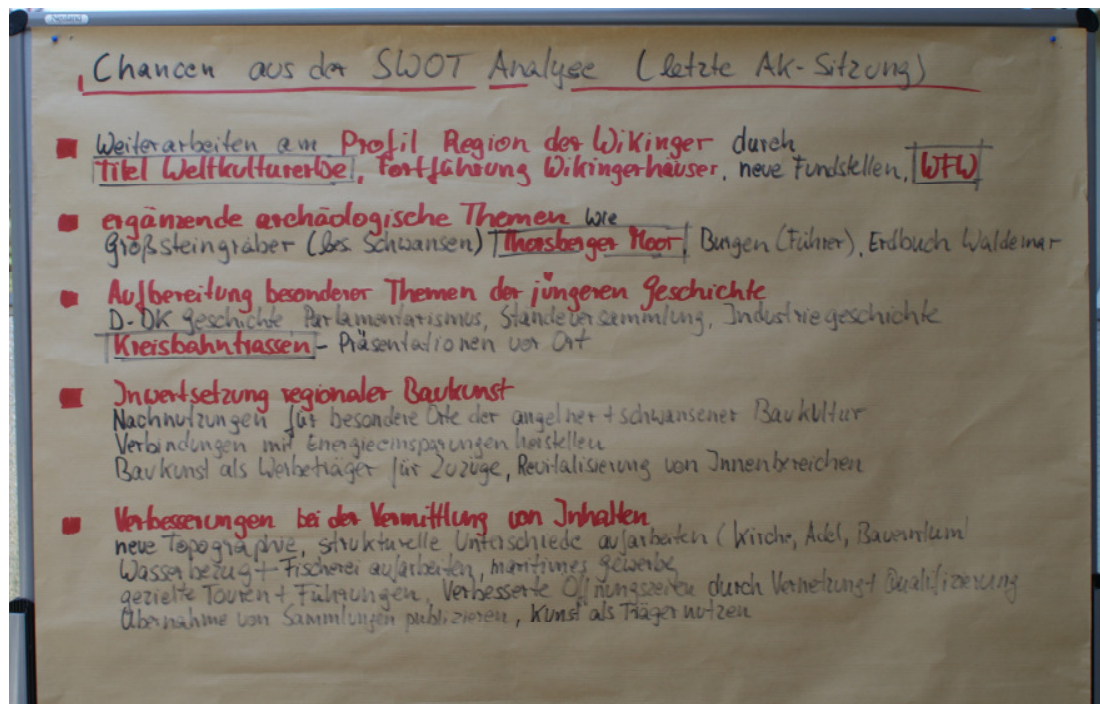 Neuland
Chancen aus der SWOT Analyse (letzte AK-Sitzung)
Weiterarbeiten am Profil Region der Wikinger durch
Titel Weltkulturerbe, Fortführung Wikingerhäuser, neue Fundstellen, WFW
ergänzende archäologische Themen wie
Großsteingräber (bes. Schwansen) Thorsberger Moor, Burgen (Führer), Erdbuch Waldemar
Aufbereitung besonderer Themen der jüngeren Geschichte
D-DK Geschichte Parlamentarismus, Ständeversammlung, Industriegeschichte
Kreisbahntrassen - Präsentationen vor Ort
Inwertsetzung regionaler Baukunst
Nachnutzungen für besondere Orte der angelner + schwansener Baukultur
Verbindungen mit Energieeinsparungen herstellen
Baukunst als Werbeträger für Zuzüge, Revitalisierung von Innenbereichen
Verbesserungen bei der Vermittlung von Inhalten
neue Topographie, strukturelle Unterschiede aufarbeiten (Kirche, Adel, Bauerntum)
Wasserbezug + Fischerei aufarbeiten, maritimes Gewerbe
gezielte Touren + Führungen, Verbesserte Öffnungszeiten durch Vernetzung + Qualifizierung
Übernahme von Sammlungen publizieren, Kunst als Träger nutzen